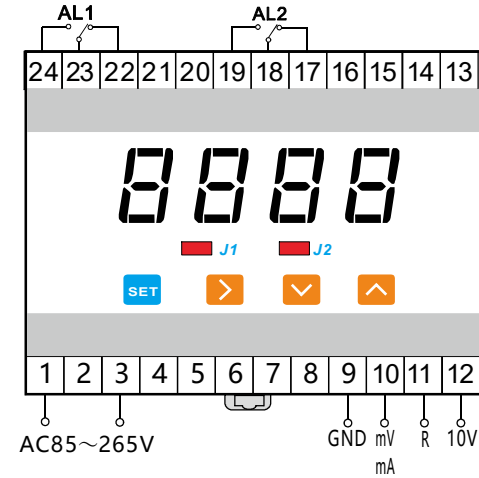 AL1 AL2
24 23 22 21 20 19 18 17 16 15 14 13
8888
J1 J2
SET
1 2 3 4 5 6 7 8 9 10 11 12
AC85～265V GND mV R 10V
mA